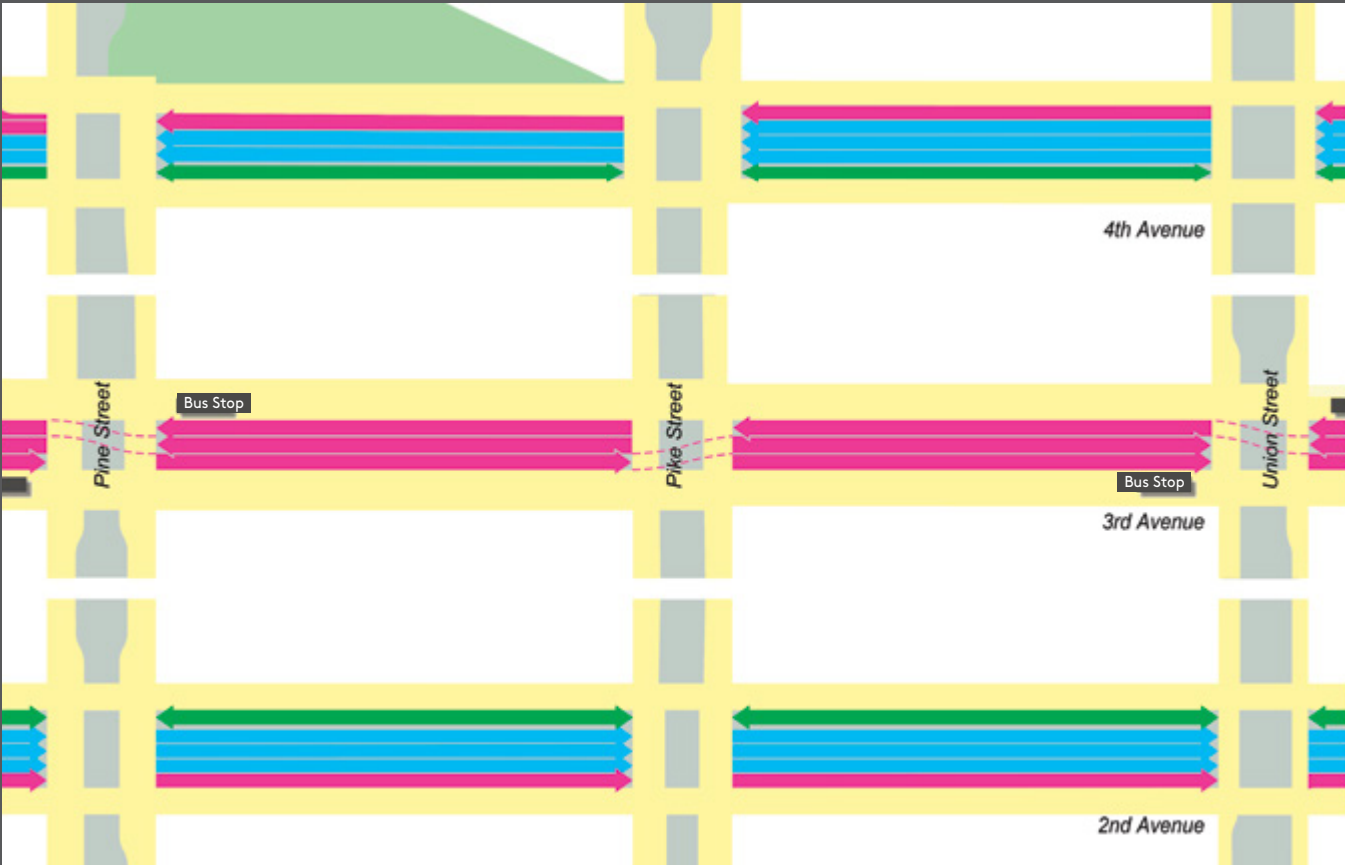 4th Avenue
Pine Street
Bus Stop
Pike Street
Union Street
Bus Stop
3rd Avenue
2nd Avenue